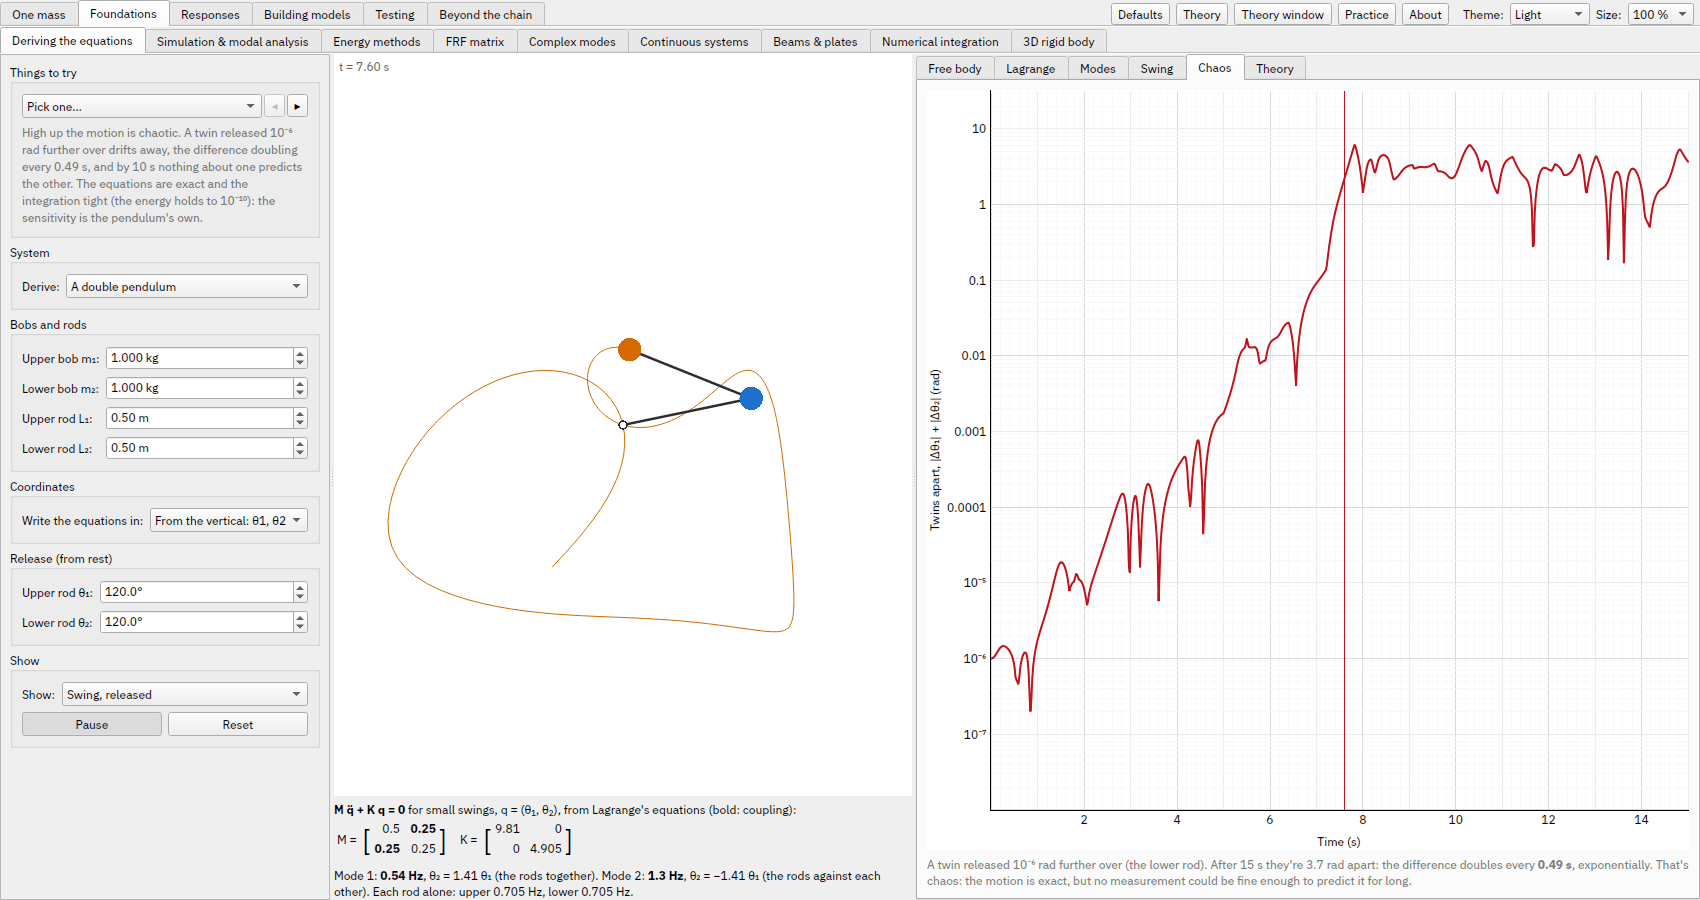 One mass Foundations Responses Building models Testing Beyond the chain Defaults Theory Theory window Practice About Theme: Light Size: 100 %
Deriving the equations Simulation & modal analysis Energy methods FRF matrix Complex modes Continuous systems Beams & plates Numerical integration 3D rigid body
Things to try
Pick one...
High up the motion is chaotic. A twin released 10⁻⁶
rad further over drifts away, the difference doubling
every 0.49 s, and by 10 s nothing about one predicts
the other. The equations are exact and the
integration tight (the energy holds to 10⁻¹⁰): the
sensitivity is the pendulum's own.
System
Derive: A double pendulum
Bobs and rods
Upper bob m₁: 1.000 kg
Lower bob m₂: 1.000 kg
Upper rod L₁: 0.50 m
Lower rod L₂: 0.50 m
Coordinates
Write the equations in: From the vertical: θ1, θ2
Release (from rest)
Upper rod θ₁: 120.0°
Lower rod θ₂: 120.0°
Show
Show: Swing, released
Pause Reset
t = 7.60 s
M q̈ + K q = 0 for small swings, q = (θ₁, θ₂), from Lagrange's equations (bold: coupling):
M = [ 0.5 0.25 ] K = [ 9.81 0 ]
0.25 0.25 0 4.905
Mode 1: 0.54 Hz, θ₂ = 1.41 θ₁ (the rods together). Mode 2: 1.3 Hz, θ₂ = −1.41 θ₁ (the rods against each
other). Each rod alone: upper 0.705 Hz, lower 0.705 Hz.
Free body Lagrange Modes Swing Chaos Theory
Twins apart, |Δθ₁| + |Δθ₂| (rad)
10
1
0.1
0.01
0.001
0.0001
10⁻⁵
10⁻⁶
10⁻⁷
2 4 6 8 10 12 14
Time (s)
A twin released 10⁻⁶ rad further over (the lower rod). After 15 s they're 3.7 rad apart: the difference doubles every 0.49 s, exponentially. That's
chaos: the motion is exact, but no measurement could be fine enough to predict it for long.